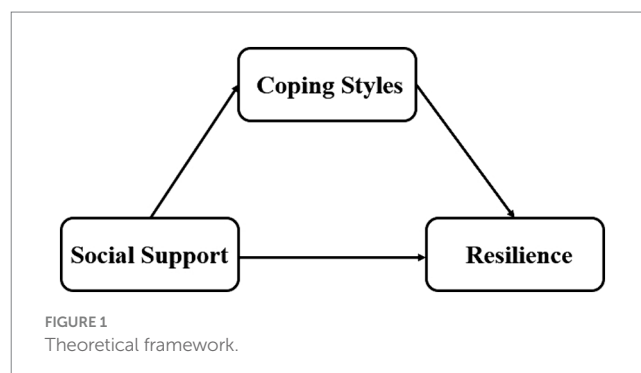 Coping Styles
Social Support
Resilience
FIGURE 1
Theoretical framework.